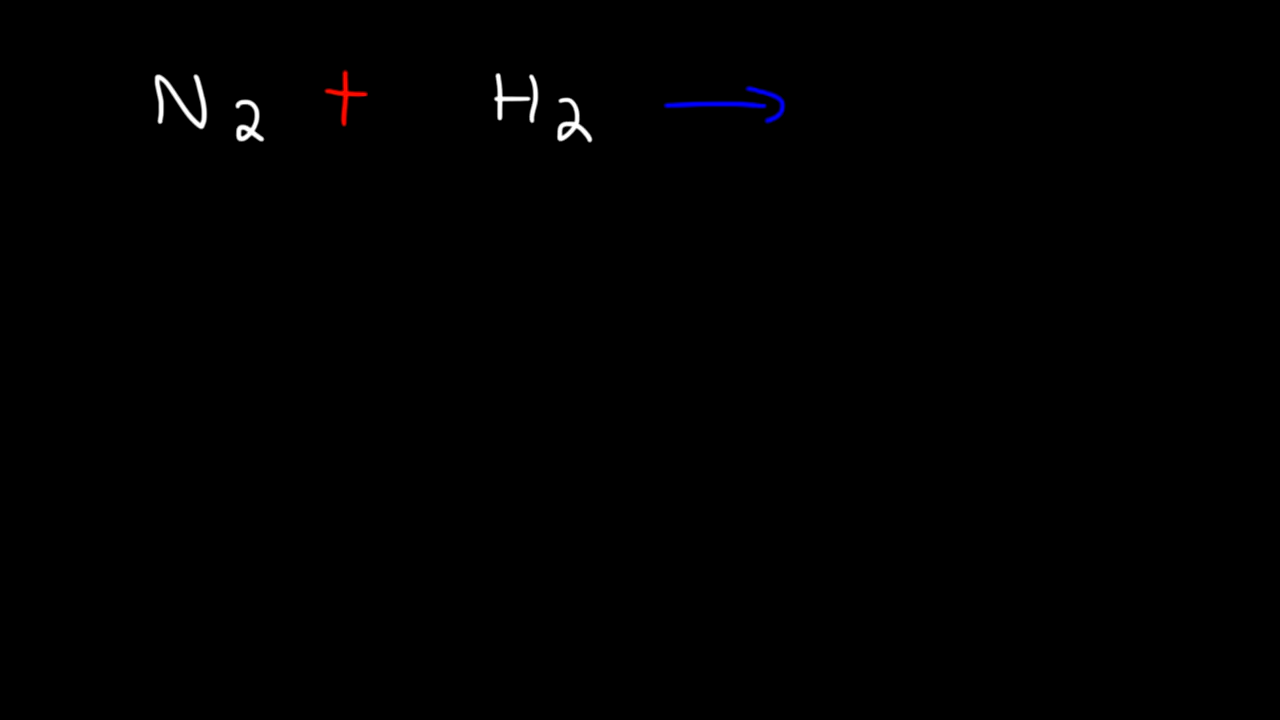 N₂ + H₂ →